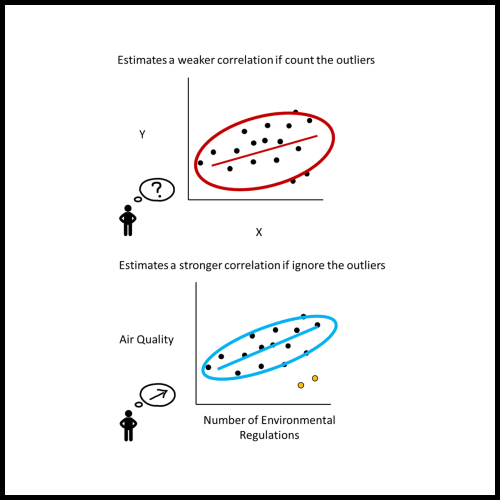 Estimates a weaker correlation if count the outliers
Y
?
X
Estimates a stronger correlation if ignore the outliers
Air Quality
Number of Environmental
Regulations